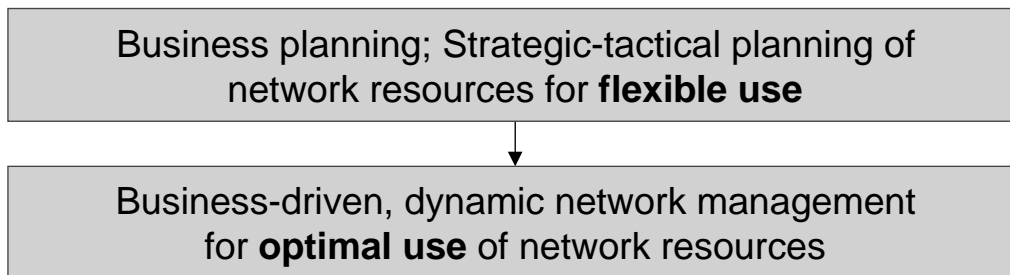 Business planning; Strategic-tactical planning of
network resources for flexible use
Business-driven, dynamic network management
for optimal use of network resources